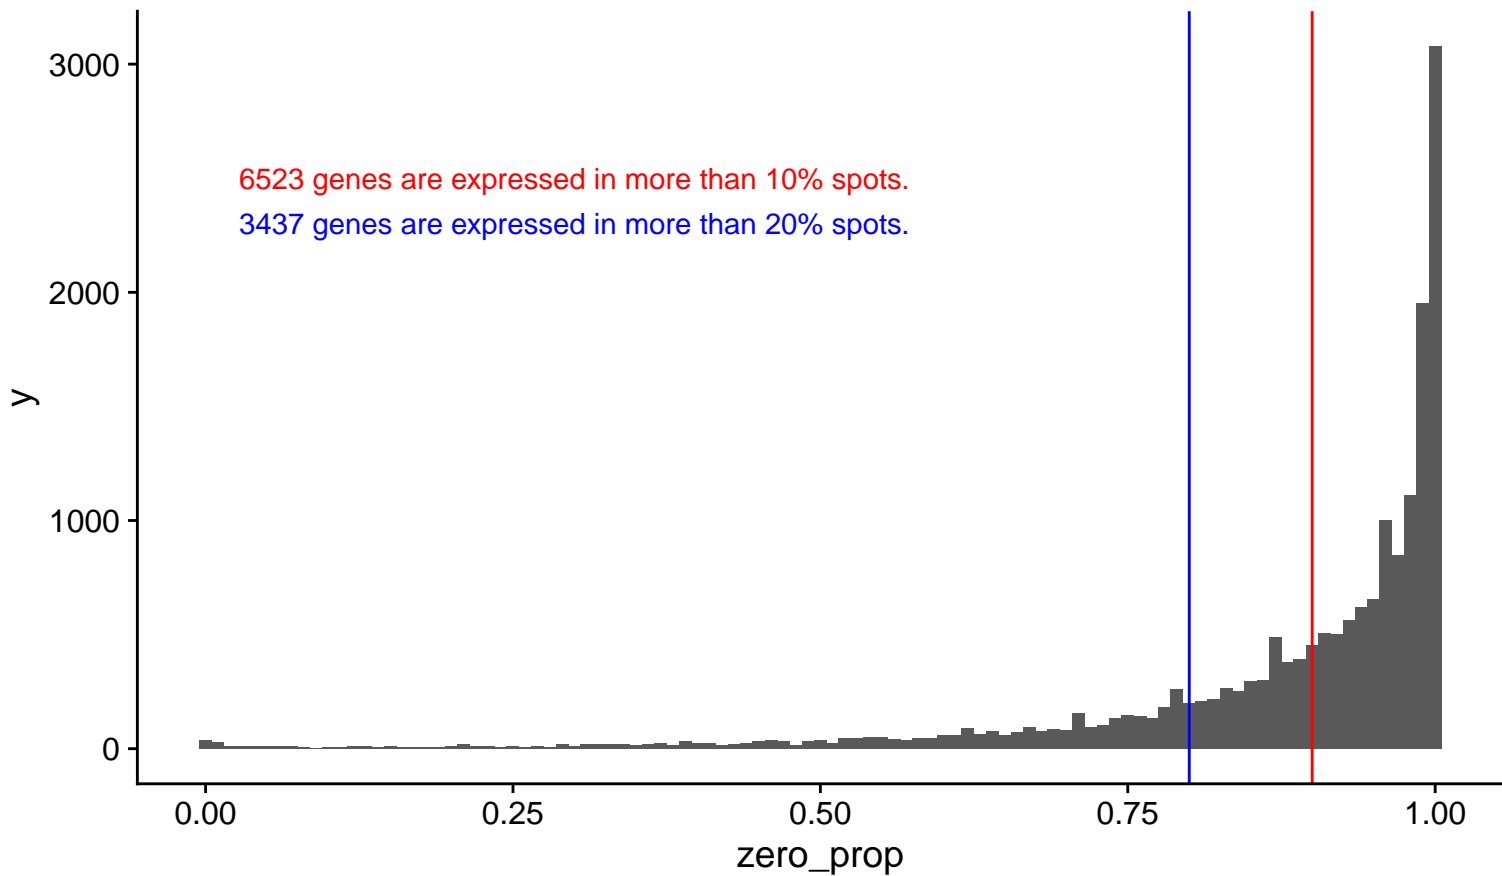 3000
6523 genes are expressed in more than 10% spots.
3437 genes are expressed in more than 20% spots.
2000
y
1000
0
0.00 0.25 0.50 0.75 1.00
zero_prop